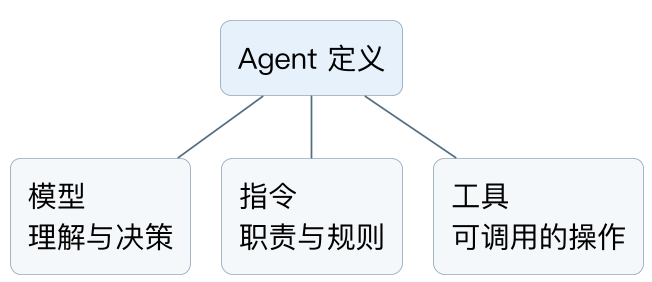 Agent 定义
模型
理解与决策
指令
职责与规则
工具
可调用的操作